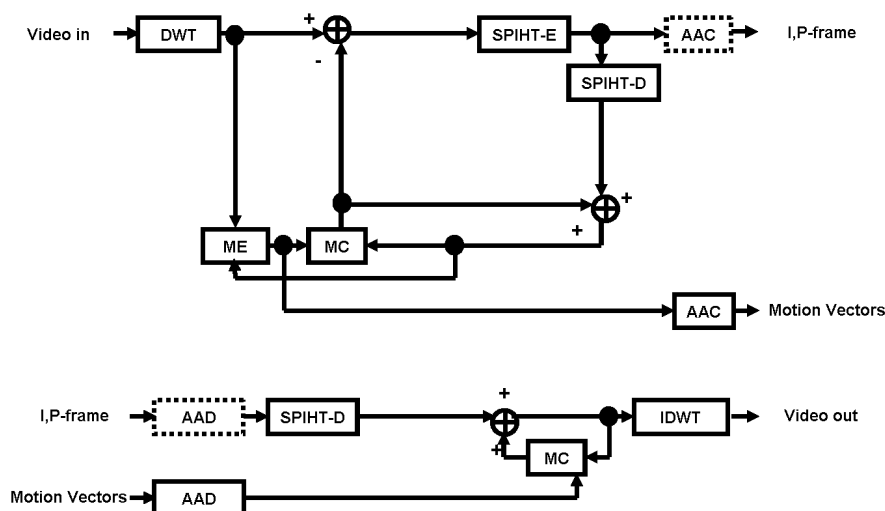 Video in
DWT
+
-
SPIHT-E
AAC
I,P-frame
SPIHT-D
+
+
ME
MC
AAC
Motion Vectors
I,P-frame
AAD
SPIHT-D
+
+
IDWT
Video out
MC
Motion Vectors
AAD